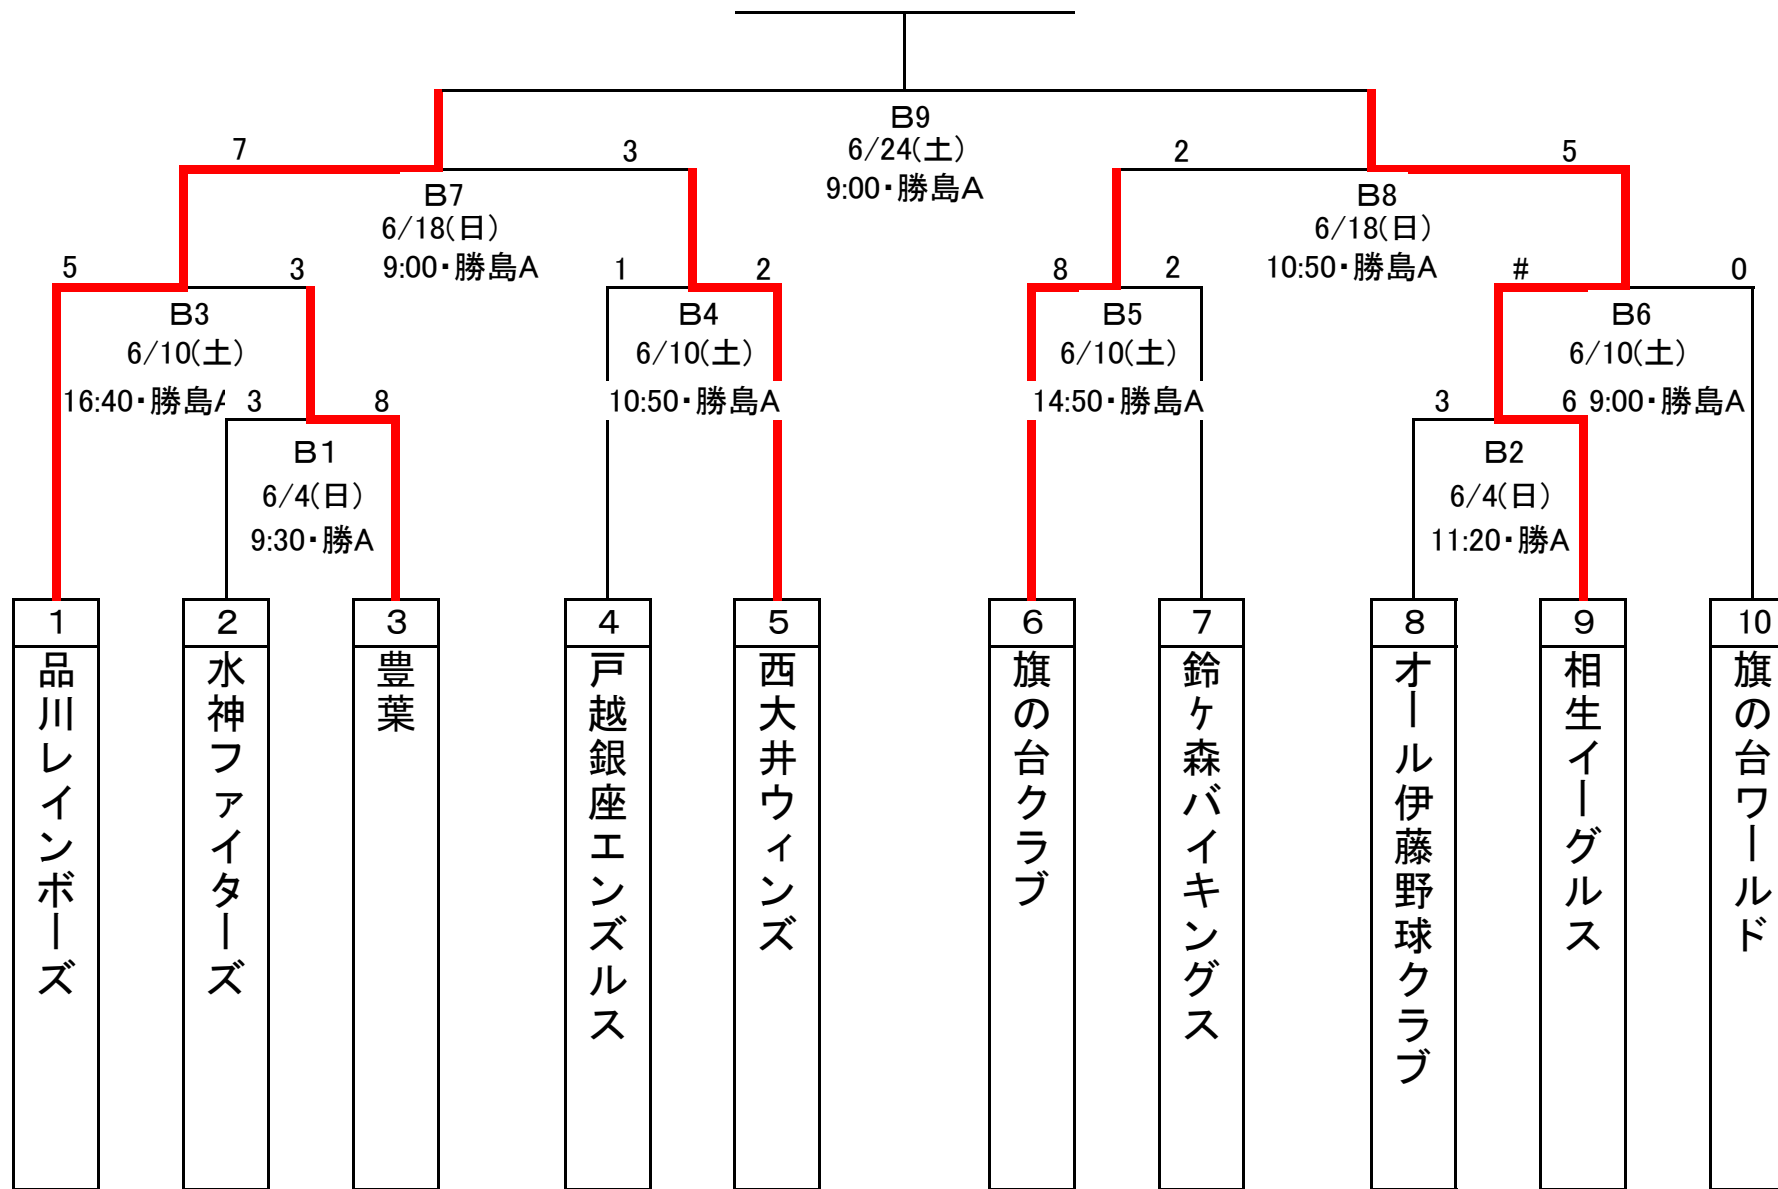 B9
6/24(土)
9:00・勝島A
7
3
2
5
B7
6/18(日)
9:00・勝島A
B8
6/18(日)
10:50・勝島A
5
3
1
2
8
2
#
0
B3
6/10(土)
16:40・勝島A
B4
6/10(土)
10:50・勝島A
B5
6/10(土)
14:50・勝島A
B6
6/10(土)
9:00・勝島A
3
8
3
6
B1
6/4(日)
9:30・勝A
B2
6/4(日)
11:20・勝A
1
品川レインボーズ
2
水神ファイターズ
3
豊葉
4
戸越銀座エンズルス
5
西大井ウィンズ
6
旗の台クラブ
7
鈴ケ森バイキングス
8
オール伊藤野球クラブ
9
相生イーグルス
10
旗の台ワールド